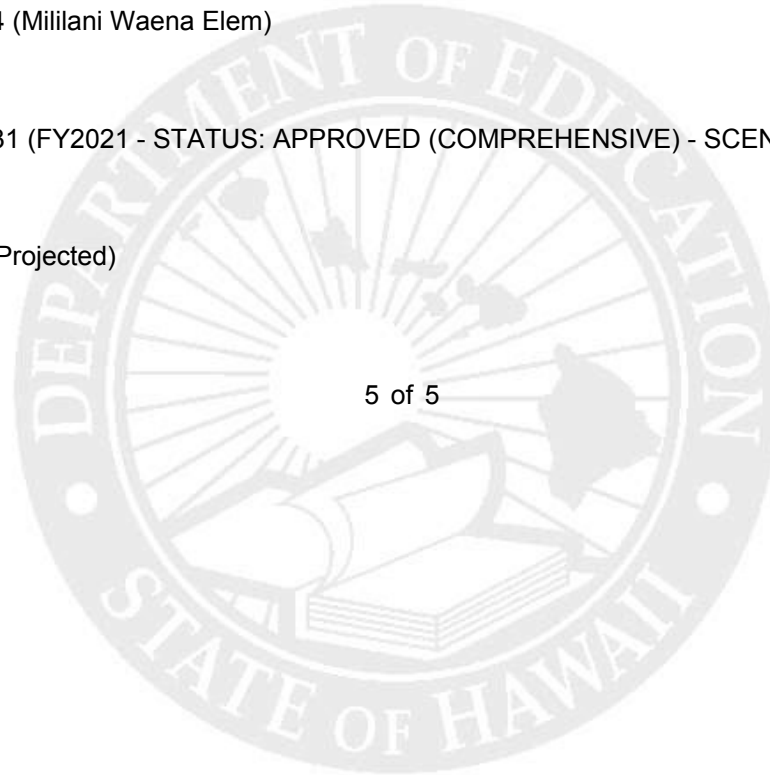 4 (Mililani Waena Elem)
31 (FY2021 - STATUS: APPROVED (COMPREHENSIVE) - SCEN
Projected)
5 of 5
DEPARTMENT OF EDUCATION
STATE OF HAWAII